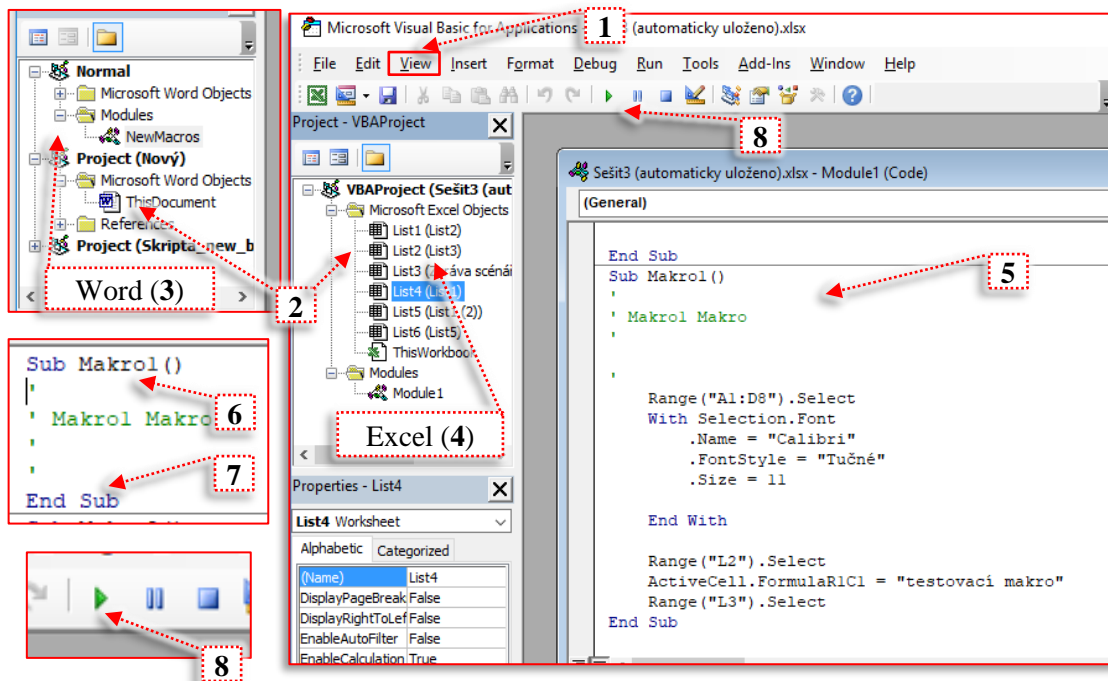 Normal
Microsoft Word Objects
Modules
NewMacros
Project (Nový)
Microsoft Word Objects
ThisDocument
References
Project (Skripta_new_b
Word (3)
2
Sub Makro1()
'
' Makro1 Makro
'
'
End Sub
6
7
8
Microsoft Visual Basic for Applications (automaticky uloženo).xlsx
1
File Edit View Insert Format Debug Run Tools Add-Ins Window Help
8
Project - VBAProject
VBAProject (Sešit3 (aut
Microsoft Excel Objects
List1 (List2)
List2 (List3)
List3 (Zpráva scénái
List4 (List1)
List5 (List1 (2))
List6 (List5)
ThisWorkbook
Modules
Module1
Excel (4)
Properties - List4
List4 Worksheet
Alphabetic Categorized
(Name) List4
DisplayPageBreak False
DisplayRightToLef False
EnableAutoFilter False
EnableCalculation True
Sešit3 (automaticky uloženo).xlsx - Module1 (Code)
(General)
End Sub
Sub Makro1()
'
' Makro1 Makro
'
'
5
Range("A1:D8").Select
With Selection.Font
.Name = "Calibri"
.FontStyle = "Tučné"
.Size = 11
End With
Range("L2").Select
ActiveCell.FormulaR1C1 = "testovací makro"
Range("L3").Select
End Sub